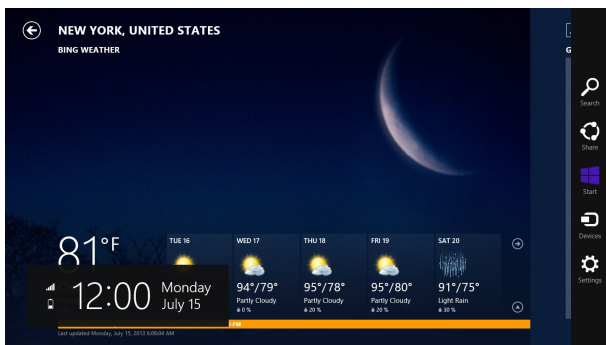 NEW YORK, UNITED STATES
BING WEATHER
G
Search
Share
Start
Devices
Settings
81°F
TUE 16
WED 17
94°/79°
Partly Cloudy
0 %
THU 18
95°/78°
Partly Cloudy
20 %
FRI 19
95°/80°
Partly Cloudy
20 %
SAT 20
91°/75°
Light Rain
30 %
12:00
Monday
July 15
PM
Last updated Monday, July 15, 2013 6:06:04 AM